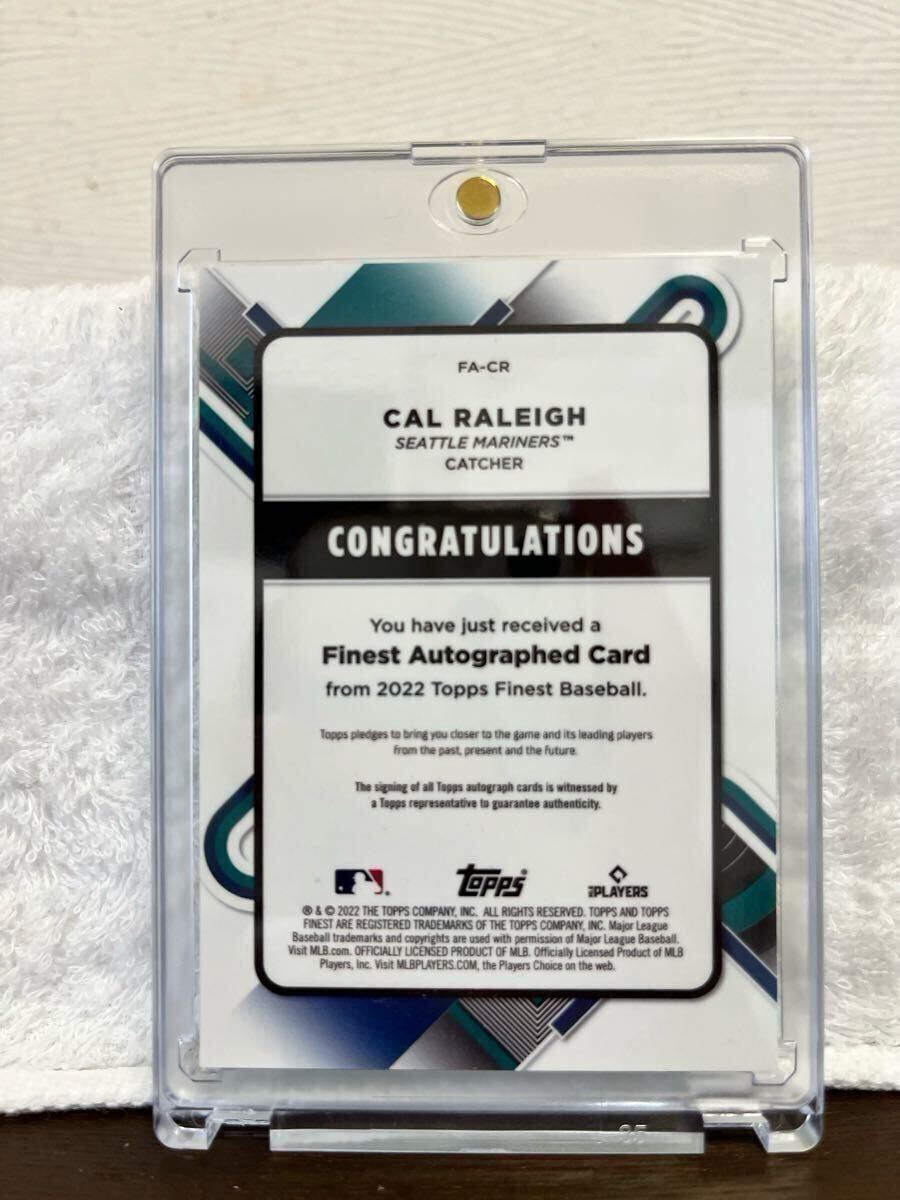 FA-CR
CAL RALEIGH
SEATTLE MARINERS™
CATCHER
CONGRATULATIONS
You have just received a
Finest Autographed Card
from 2022 Topps Finest Baseball.
Topps pledges to bring you closer to the game and its leading players
from the past, present and the future.
The signing of all Topps autograph cards is witnessed by
a Topps representative to guarantee authenticity.
Topps®
PLAYERS
® & © 2022 THE TOPPS COMPANY, INC. ALL RIGHTS RESERVED. TOPPS AND TOPPS
FINEST ARE REGISTERED TRADEMARKS OF THE TOPPS COMPANY, INC. Major League
Baseball trademarks and copyrights are used with permission of Major League Baseball.
Visit MLB.com. OFFICIALLY LICENSED PRODUCT OF MLB. Officially Licensed Product of MLB
Players, Inc. Visit MLBPLAYERS.COM, the Players Choice on the web.